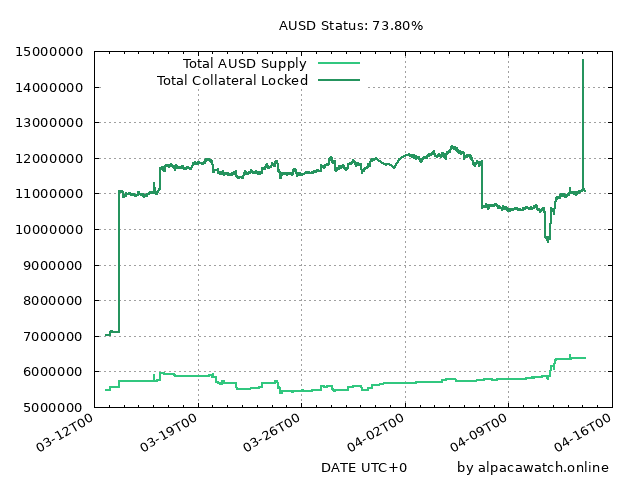 AUSD Status: 73.80%
Total AUSD Supply
Total Collateral Locked
15000000
14000000
13000000
12000000
11000000
10000000
9000000
8000000
7000000
6000000
5000000
03-12T00
03-19T00
03-26T00
04-02T00
04-09T00
04-16T00
DATE UTC+0
by alpacawatch.online